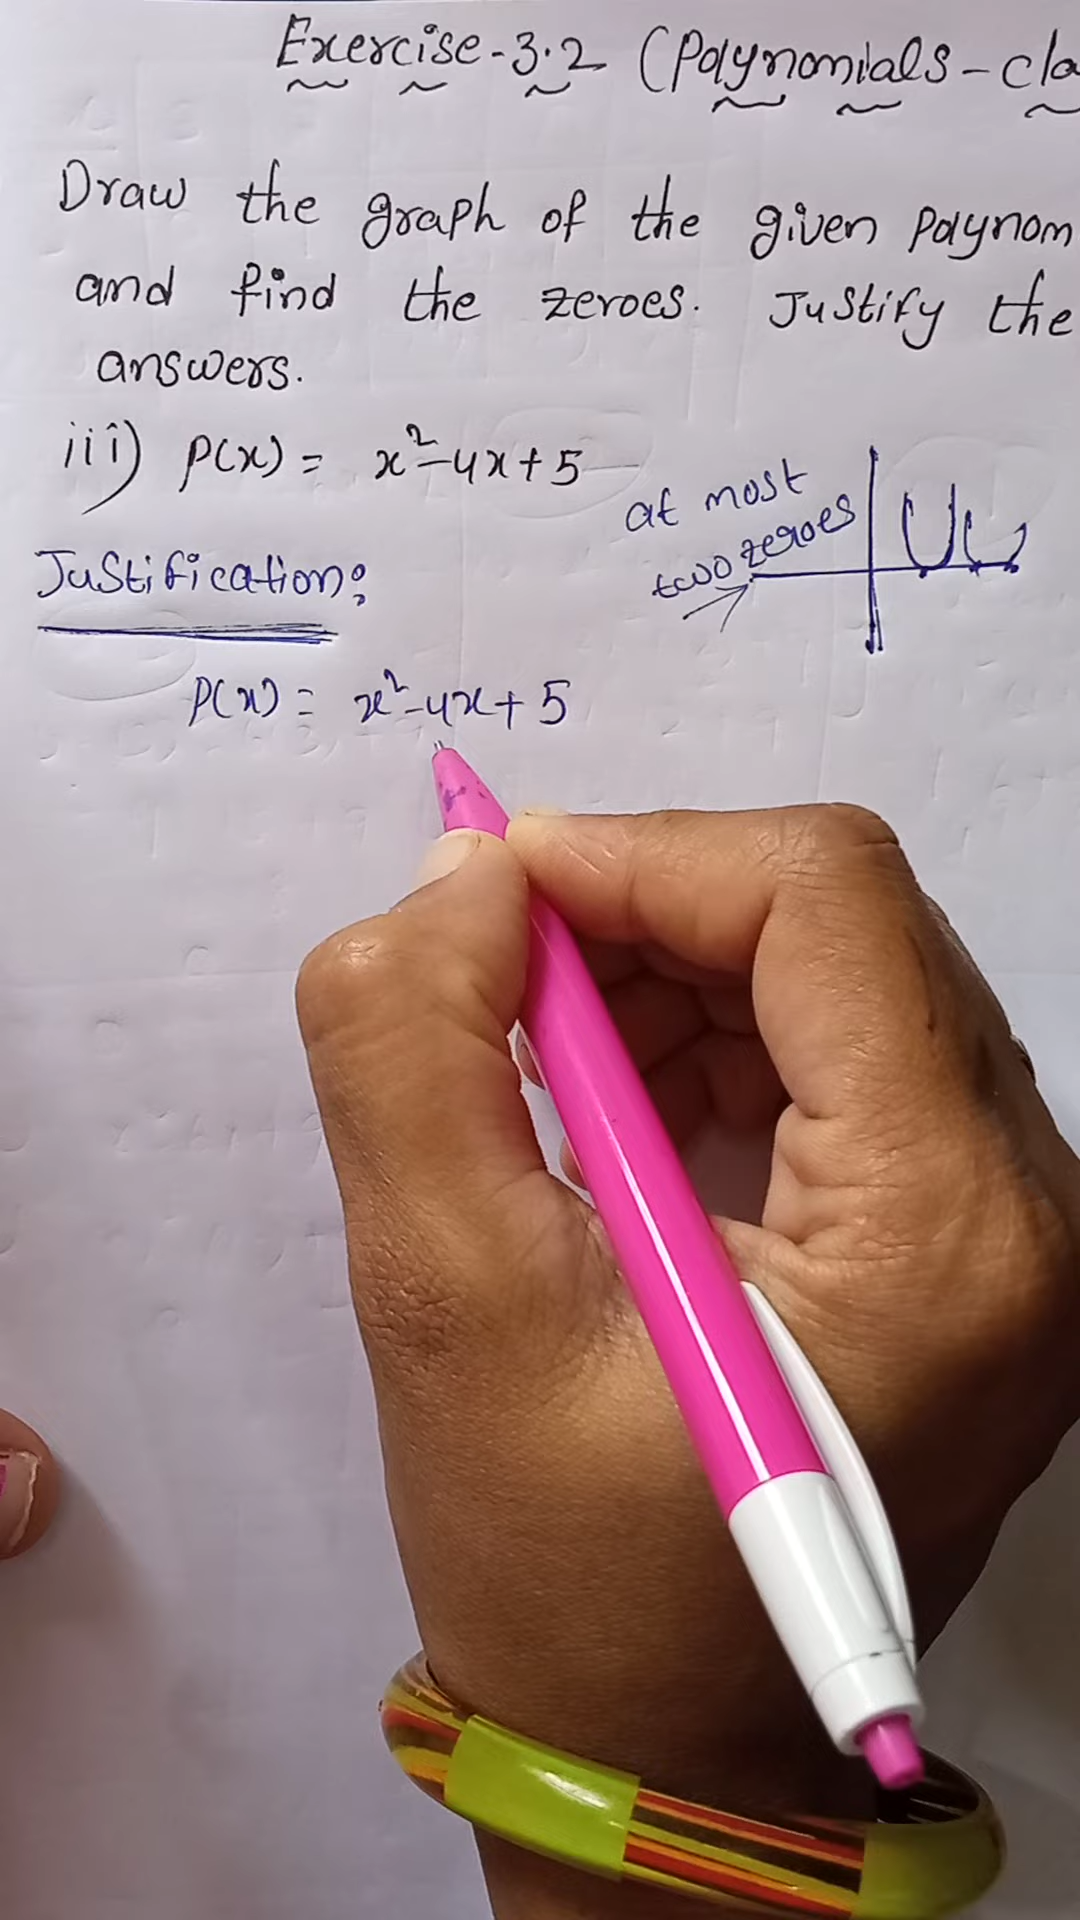 Exercise-3.2 (Polynomials - cla
Draw the graph of the given Polynom
and find the zeroes. Justify the
answers.
iii) P(x) = x²-4x+5
at most
two zeroes
Justification:
P(x) = x²-4x+5